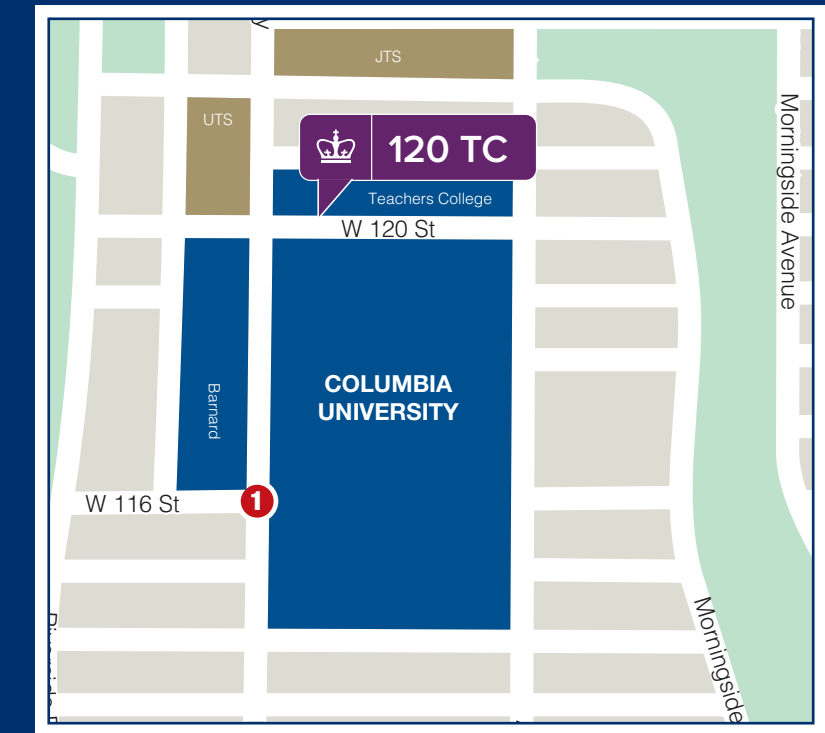 JTS
UTS
120 TC
Teachers College
W 120 St
Morningside Avenue
COLUMBIA
UNIVERSITY
Barnard
1
W 116 St
Morningside